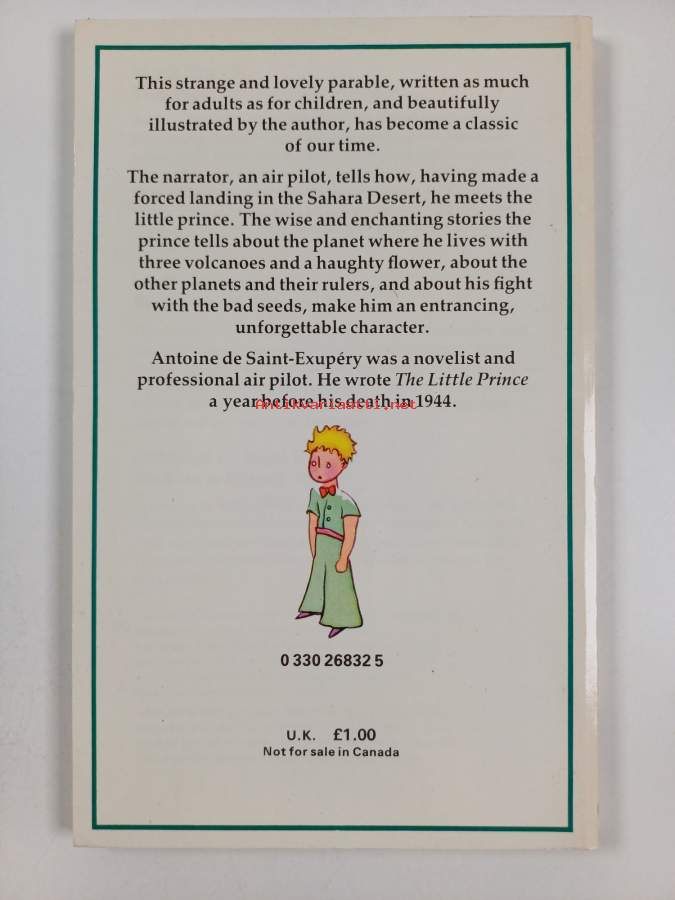 This strange and lovely parable, written as much
for adults as for children, and beautifully
illustrated by the author, has become a classic
of our time.
The narrator, an air pilot, tells how, having made a
forced landing in the Sahara Desert, he meets the
little prince. The wise and enchanting stories the
prince tells about the planet where he lives with
three volcanoes and a haughty flower, about the
other planets and their rulers, and about his fight
with the bad seeds, make him an entrancing,
unforgettable character.
Antoine de Saint-Exupéry was a novelist and
professional air pilot. He wrote The Little Prince
a year before his death in 1944.
Antikvariaatti.net
0 330 26832 5
U.K. £1.00
Not for sale in Canada